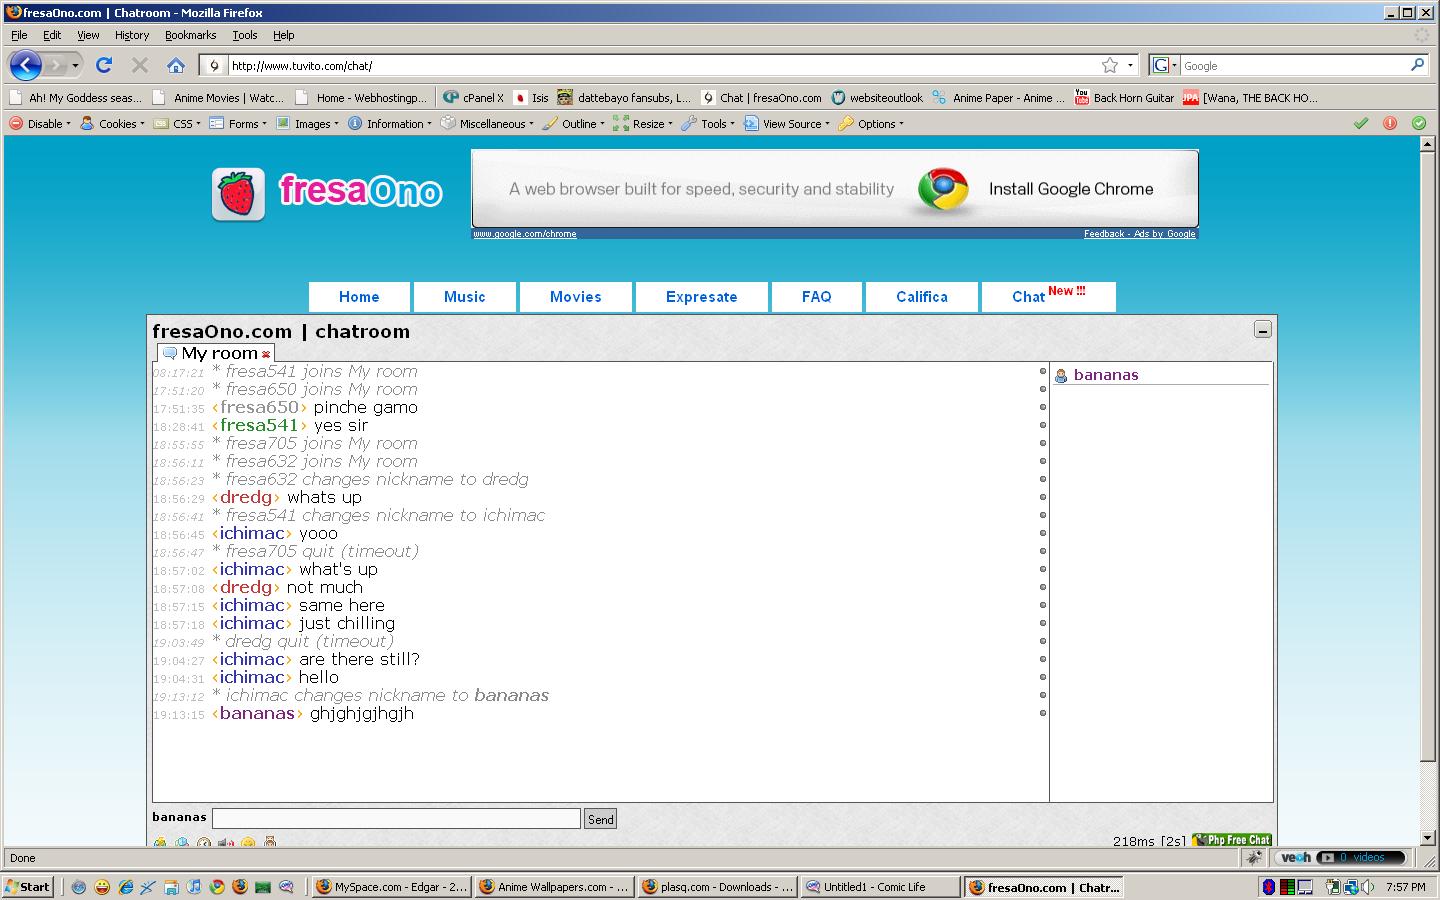 fresaOno.com | Chatroom - Mozilla Firefox
File Edit View History Bookmarks Tools Help
http://www.tuvito.com/chat/
G Google
Ah! My Goddess seas... Anime Movies | Watc... Home - Webhostingp... cPanel X Isis dattebayo fansubs, L... Chat | fresaOno.com websiteoutlook Anime Paper - Anime ... You Tube Back Horn Guitar JPA [Wana, THE BACK HO...
Disable Cookies CSS Forms Images Information Miscellaneous Outline Resize Tools View Source Options
fresaOno
A web browser built for speed, security and stability Install Google Chrome
www.google.com/chrome Feedback - Ads by Google
Home Music Movies Expresate FAQ Califica Chat New !!!
fresaOno.com | chatroom
My room
08:17:21 * fresa541 joins My room
bananas
17:51:20 * fresa650 joins My room
17:51:35 ‹fresa650› pinche gamo
18:28:41 ‹fresa541› yes sir
18:55:55 * fresa705 joins My room
18:56:11 * fresa632 joins My room
18:56:23 * fresa632 changes nickname to dredg
18:56:29 ‹dredg› whats up
18:56:41 * fresa541 changes nickname to ichimac
18:56:45 ‹ichimac› yooo
18:56:47 * fresa705 quit (timeout)
18:57:02 ‹ichimac› what's up
18:57:08 ‹dredg› not much
18:57:15 ‹ichimac› same here
18:57:18 ‹ichimac› just chilling
19:03:49 * dredg quit (timeout)
19:04:27 ‹ichimac› are there still?
19:04:31 ‹ichimac› hello
19:13:12 * ichimac changes nickname to bananas
19:13:15 ‹bananas› ghjghjgjhgjh
bananas Send
218ms [2s] Php Free Chat
Done veoh 0 videos
Start MySpace.com - Edgar - 2... Anime Wallpapers.com - ... plasq.com - Downloads - ... Untitled1 - Comic Life fresaOno.com | Chatr... 7:57 PM